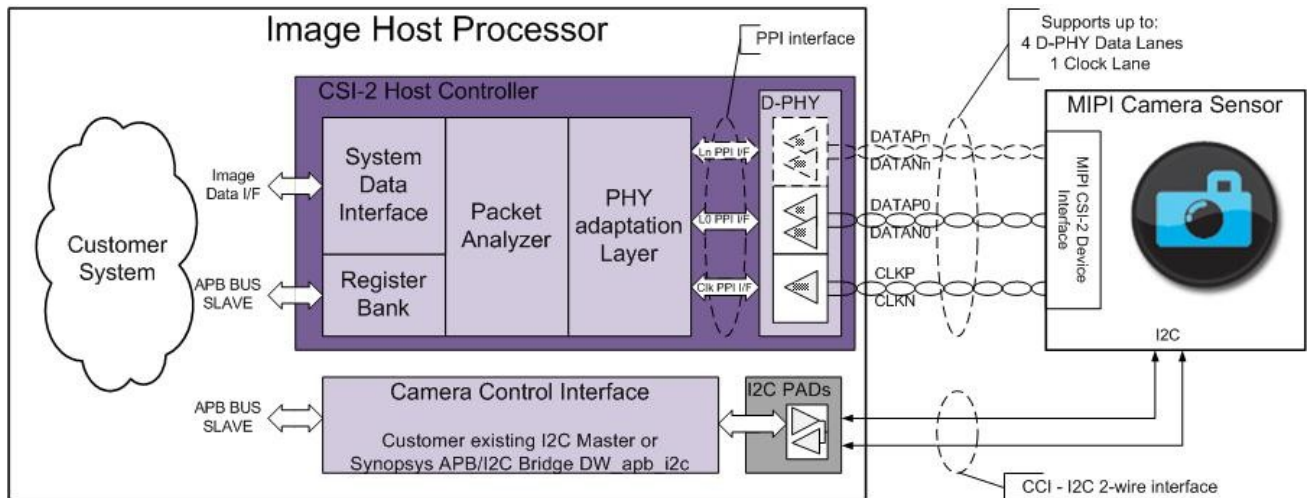 Image Host Processor
PPI interface
Supports up to:
4 D-PHY Data Lanes
1 Clock Lane
CSI-2 Host Controller
D-PHY
MIPI Camera Sensor
System
Data
Interface
Packet
Analyzer
PHY
adaptation
Layer
Register
Bank
Image
Data I/F
APB BUS
SLAVE
Customer
System
Ln PPI I/F
L0 PPI I/F
Clk PPI I/F
DATAPn
DATANn
DATAP0
DATAN0
CLKP
CLKN
MIPI CSI-2 Device
Interface
I2C
APB BUS
SLAVE
Camera Control Interface
Customer existing I2C Master or
Synopsys APB/I2C Bridge DW_apb_i2c
I2C PADs
CCI - I2C 2-wire interface